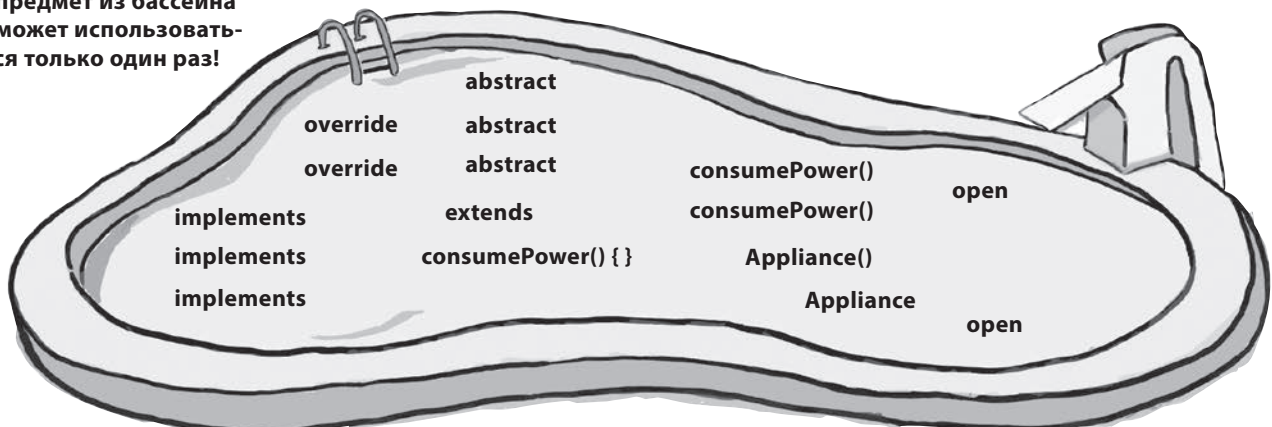 предмет из бассейна
может использовать-
ся только один раз!
abstract
override abstract
override abstract
consumePower()
open
implements extends consumePower()
implements consumePower() { } Appliance()
implements Appliance
open